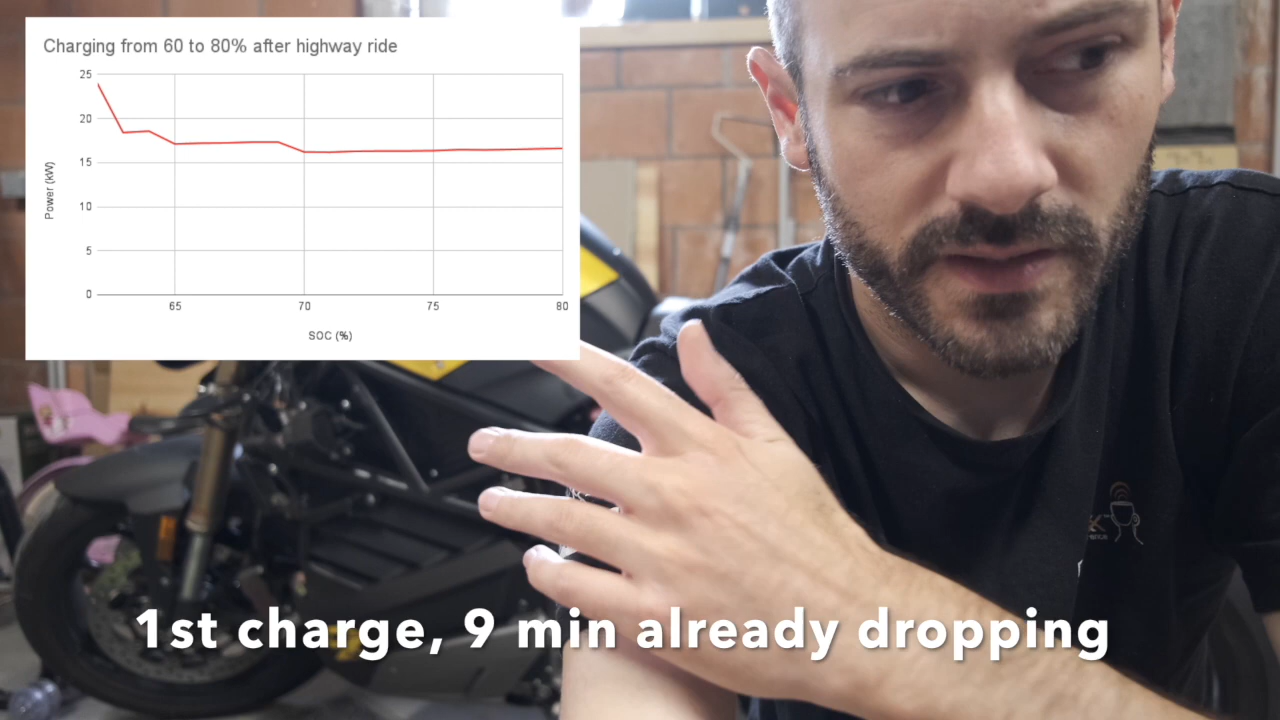 Charging from 60 to 80% after highway ride
25
20
15
10
5
0
Power (kW)
65
70
75
80
SOC (%)
1st charge, 9 min already dropping